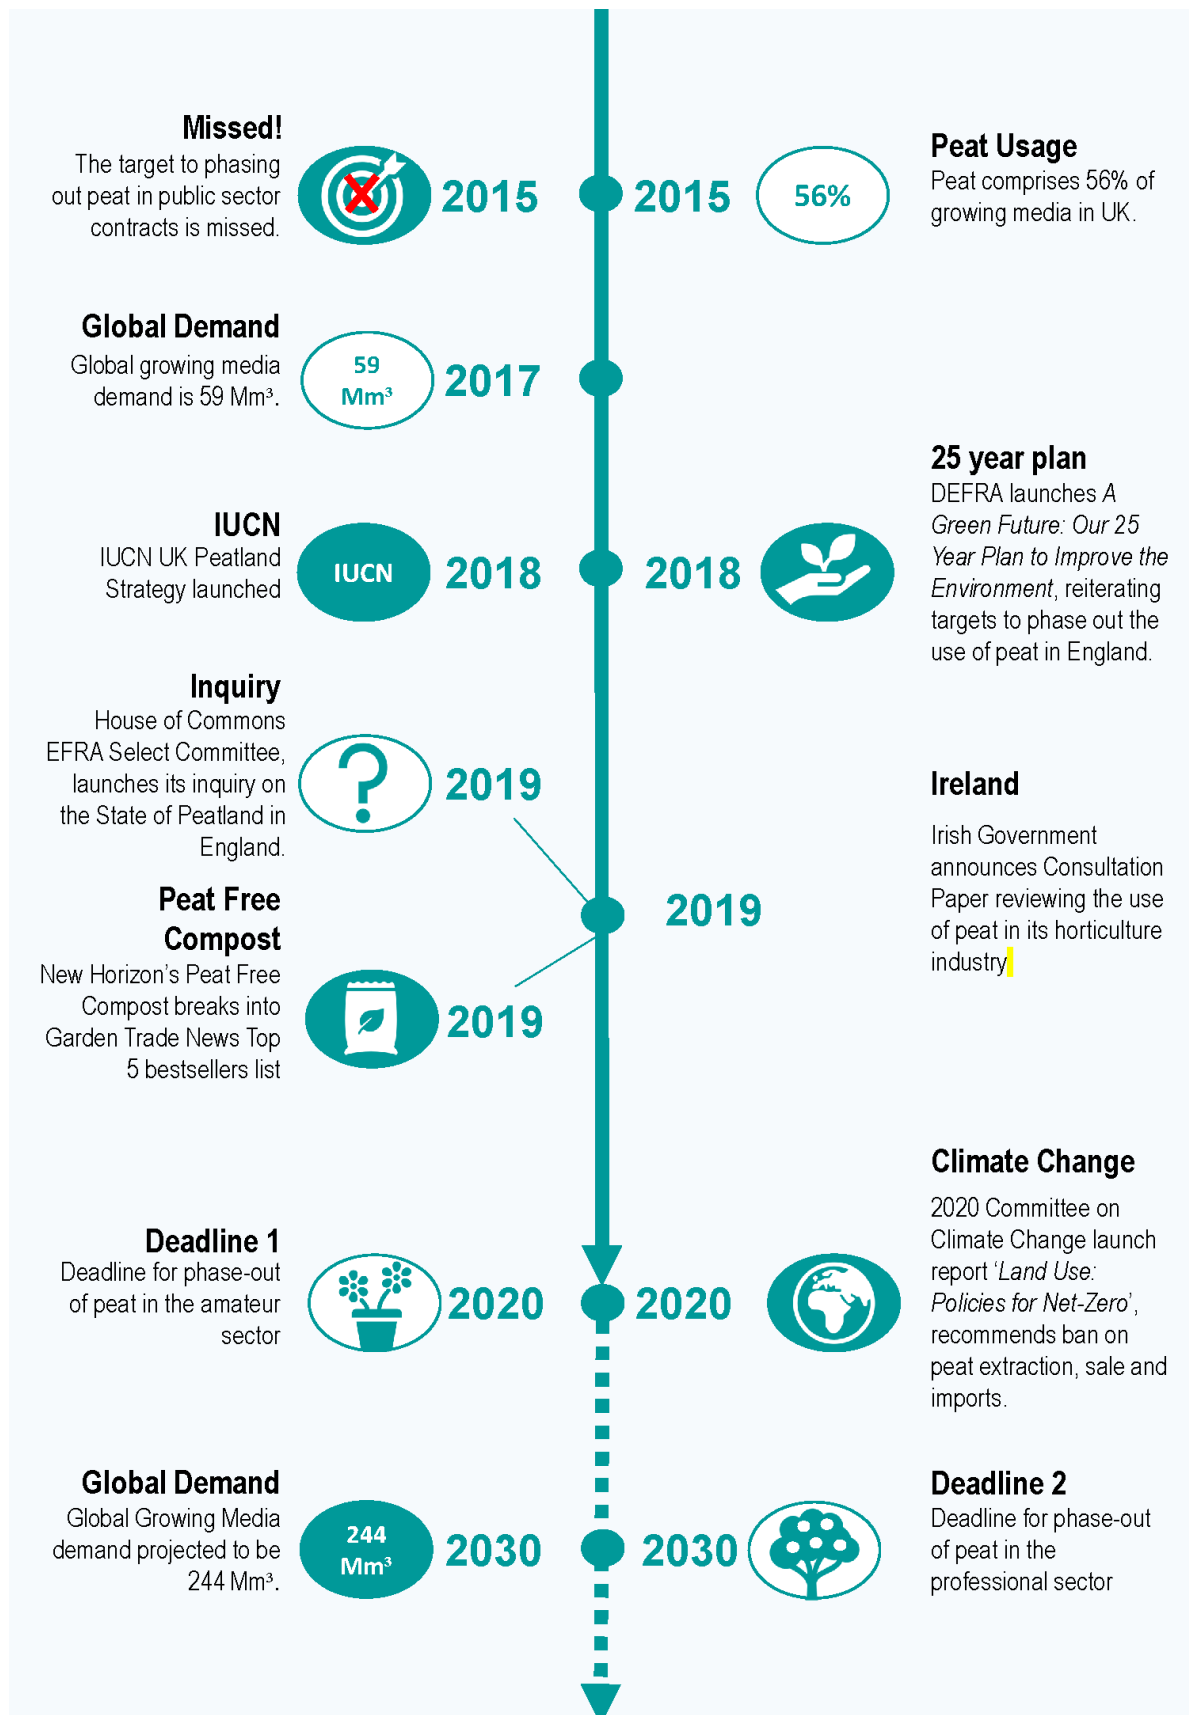 Missed!
The target to phasing
out peat in public sector
contracts is missed.
2015
2015
56%
Peat Usage
Peat comprises 56% of
growing media in UK.
Global Demand
Global growing media
demand is 59 Mm³.
59
Mm³
2017
IUCN
IUCN UK Peatland
Strategy launched
IUCN
2018
2018
25 year plan
DEFRA launches A
Green Future: Our 25
Year Plan to Improve the
Environment, reiterating
targets to phase out the
use of peat in England.
Inquiry
House of Commons
EFRA Select Committee,
launches its inquiry on
the State of Peatland in
England.
2019
Peat Free
Compost
New Horizon's Peat Free
Compost breaks into
Garden Trade News Top
5 bestsellers list
2019
2019
Ireland
Irish Government
announces Consultation
Paper reviewing the use
of peat in its horticulture
industry
Deadline 1
Deadline for phase-out
of peat in the amateur
sector
2020
2020
Climate Change
2020 Committee on
Climate Change launch
report 'Land Use:
Policies for Net-Zero',
recommends ban on
peat extraction, sale and
imports.
Global Demand
Global Growing Media
demand projected to be
244 Mm³.
244
Mm³
2030
2030
Deadline 2
Deadline for phase-out
of peat in the
professional sector